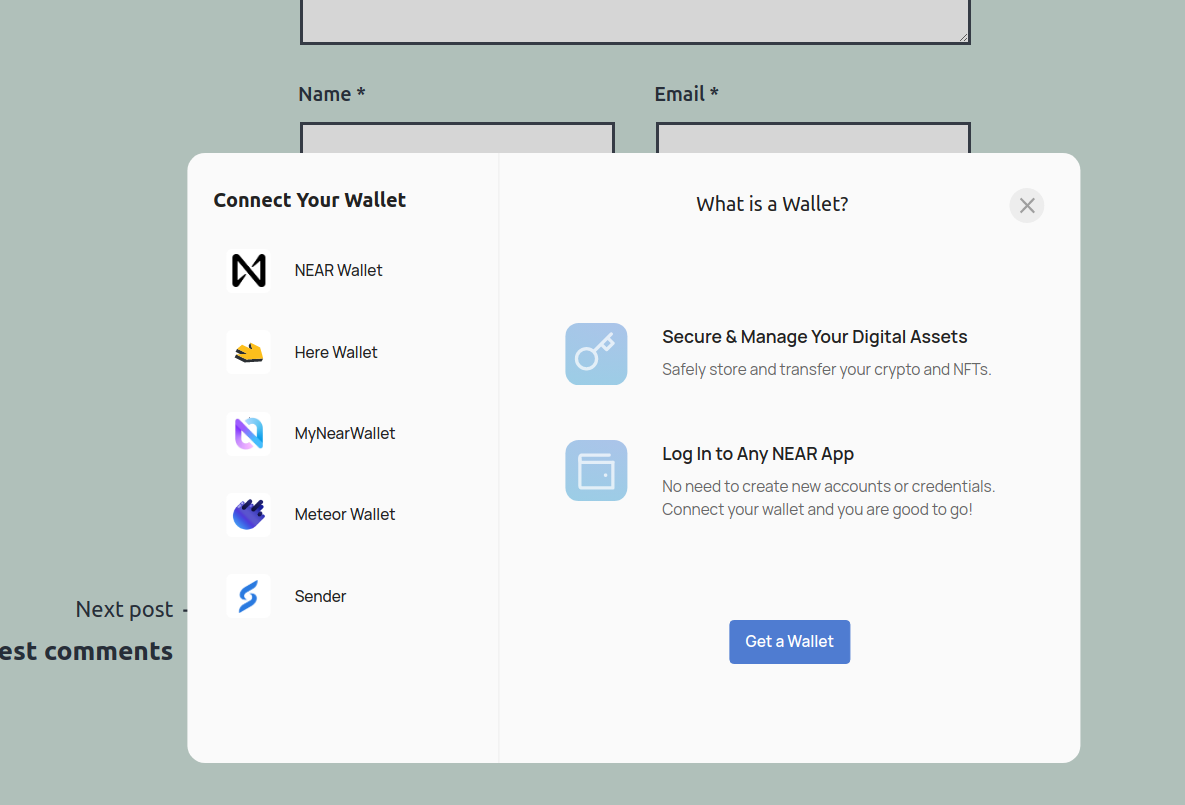 Name *
Email *
Connect Your Wallet
NEAR Wallet
Here Wallet
MyNearWallet
Meteor Wallet
Sender
What is a Wallet?
Secure & Manage Your Digital Assets
Safely store and transfer your crypto and NFTs.
Log In to Any NEAR App
No need to create new accounts or credentials.
Connect your wallet and you are good to go!
Get a Wallet
Next post
comments